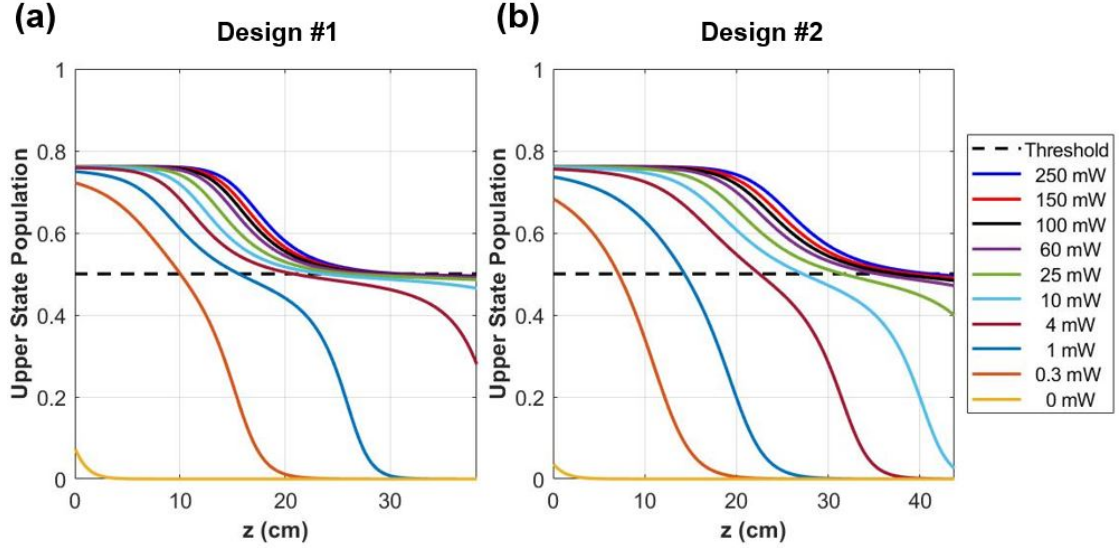 (a)
Design #1
Upper State Population
1
0.8
0.6
0.4
0.2
0
0
10
20
30
z (cm)
(b)
Design #2
Upper State Population
1
0.8
0.6
0.4
0.2
0
0
10
20
30
40
z (cm)
Threshold
250 mW
150 mW
100 mW
60 mW
25 mW
10 mW
4 mW
1 mW
0.3 mW
0 mW